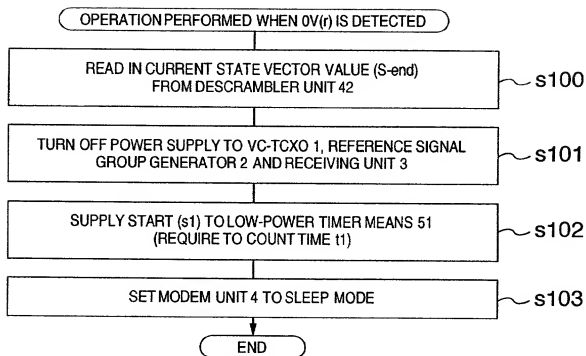 OPERATION PERFORMED WHEN 0V(r) IS DETECTED
READ IN CURRENT STATE VECTOR VALUE (S-end)
FROM DESCRAMBLER UNIT 42
s100
TURN OFF POWER SUPPLY TO VC-TCXO 1, REFERENCE SIGNAL
GROUP GENERATOR 2 AND RECEIVING UNIT 3
s101
SUPPLY START (s1) TO LOW-POWER TIMER MEANS 51
(REQUIRE TO COUNT TIME t1)
s102
SET MODEM UNIT 4 TO SLEEP MODE
s103
END